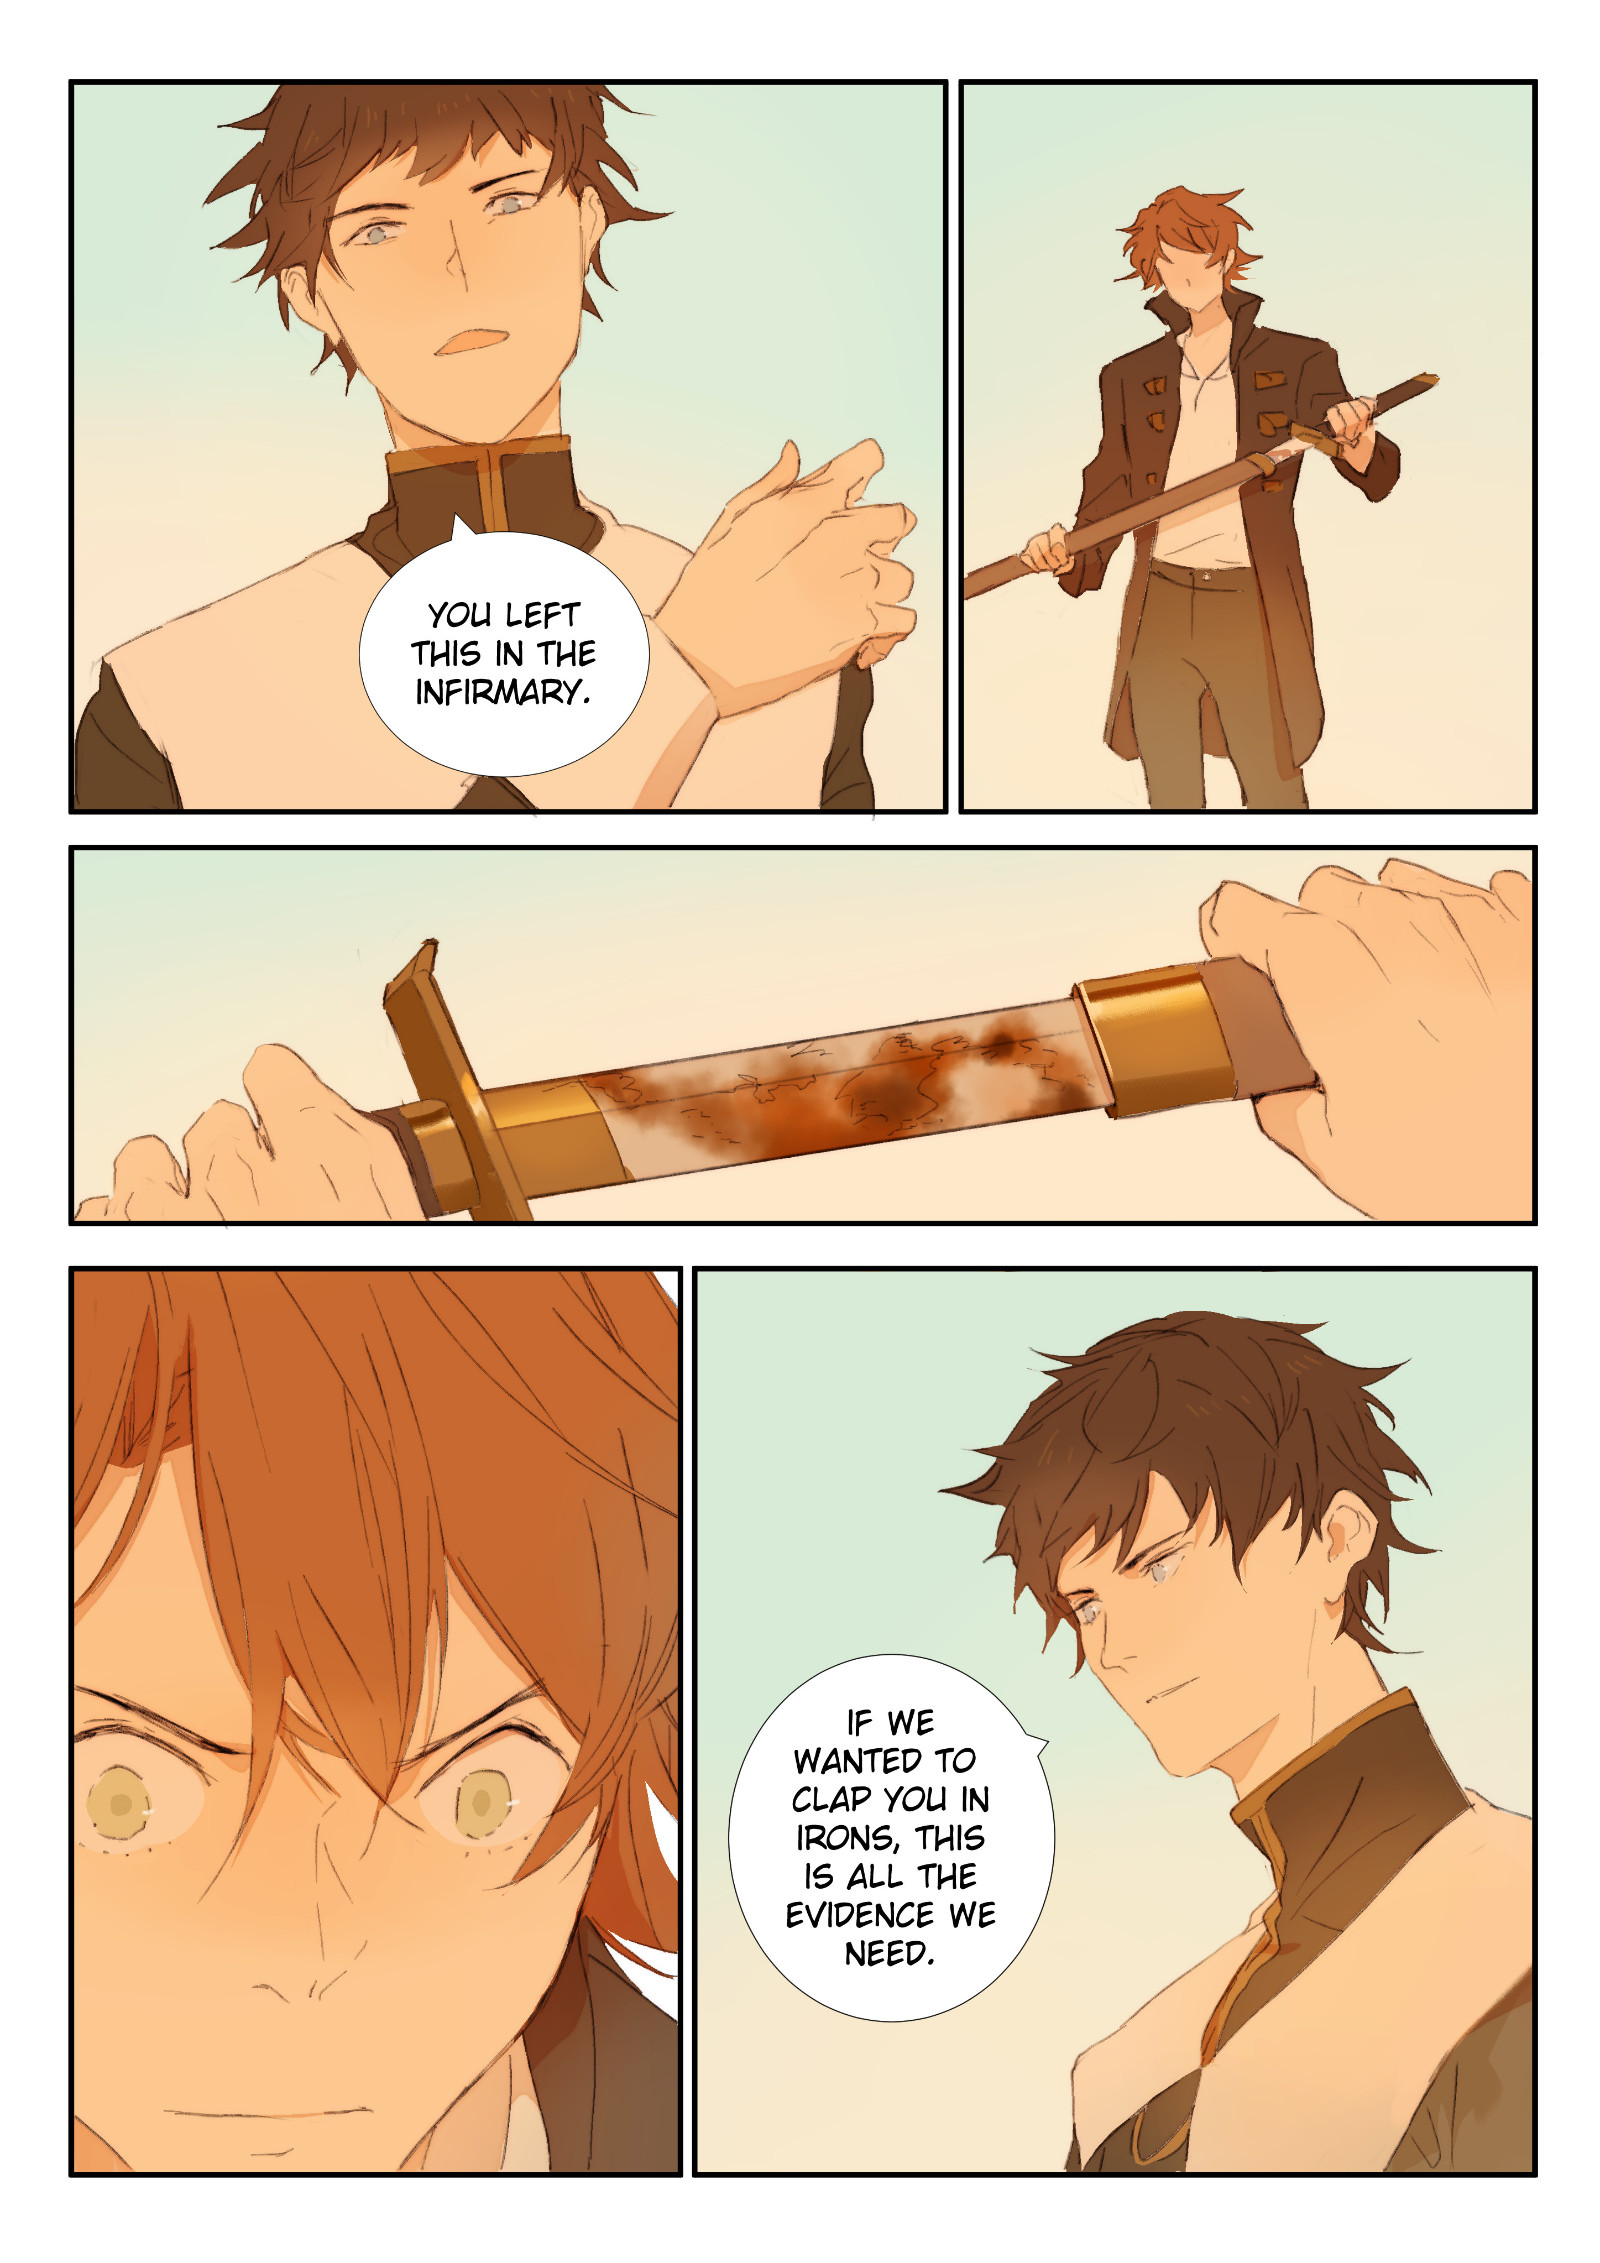 YOU LEFT
THIS IN THE
INFIRMARY.
IF WE
WANTED TO
CLAP YOU IN
IRONS, THIS
IS ALL THE
EVIDENCE WE
NEED.